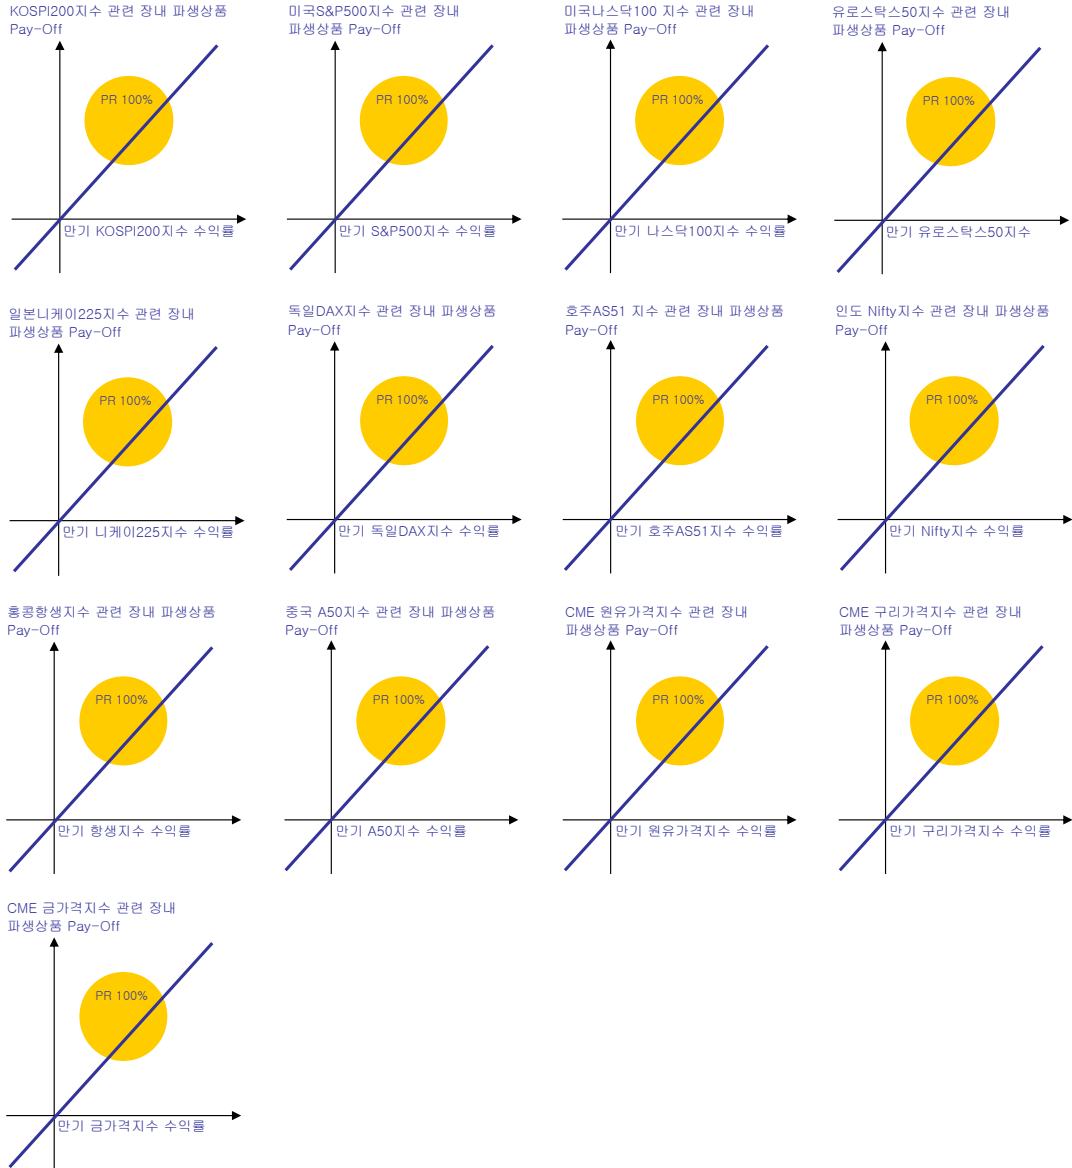 KOSPI200지수 관련 장내 파생상품
Pay-Off
PR 100%
만기 KOSPI200지수 수익률
미국S&P500지수 관련 장내
파생상품 Pay-Off
PR 100%
만기 S&P500지수 수익률
미국나스닥100 지수 관련 장내
파생상품 Pay-Off
PR 100%
만기 나스닥100지수 수익률
유로스탁스50지수 관련 장내
파생상품 Pay-Off
PR 100%
만기 유로스탁스50지수
일본니케이225지수 관련 장내
파생상품 Pay-Off
PR 100%
만기 니케이225지수 수익률
독일DAX지수 관련 장내 파생상품
Pay-Off
PR 100%
만기 독일DAX지수 수익률
호주AS51 지수 관련 장내 파생상품
Pay-Off
PR 100%
만기 호주AS51지수 수익률
인도 Nifty지수 관련 장내 파생상품
Pay-Off
PR 100%
만기 Nifty지수 수익률
홍콩항생지수 관련 장내 파생상품
Pay-Off
PR 100%
만기 항생지수 수익률
중국 A50지수 관련 장내 파생상품
Pay-Off
PR 100%
만기 A50지수 수익률
CME 원유가격지수 관련 장내
파생상품 Pay-Off
PR 100%
만기 원유가격지수 수익률
CME 구리가격지수 관련 장내
파생상품 Pay-Off
PR 100%
만기 구리가격지수 수익률
CME 금가격지수 관련 장내
파생상품 Pay-Off
PR 100%
만기 금가격지수 수익률